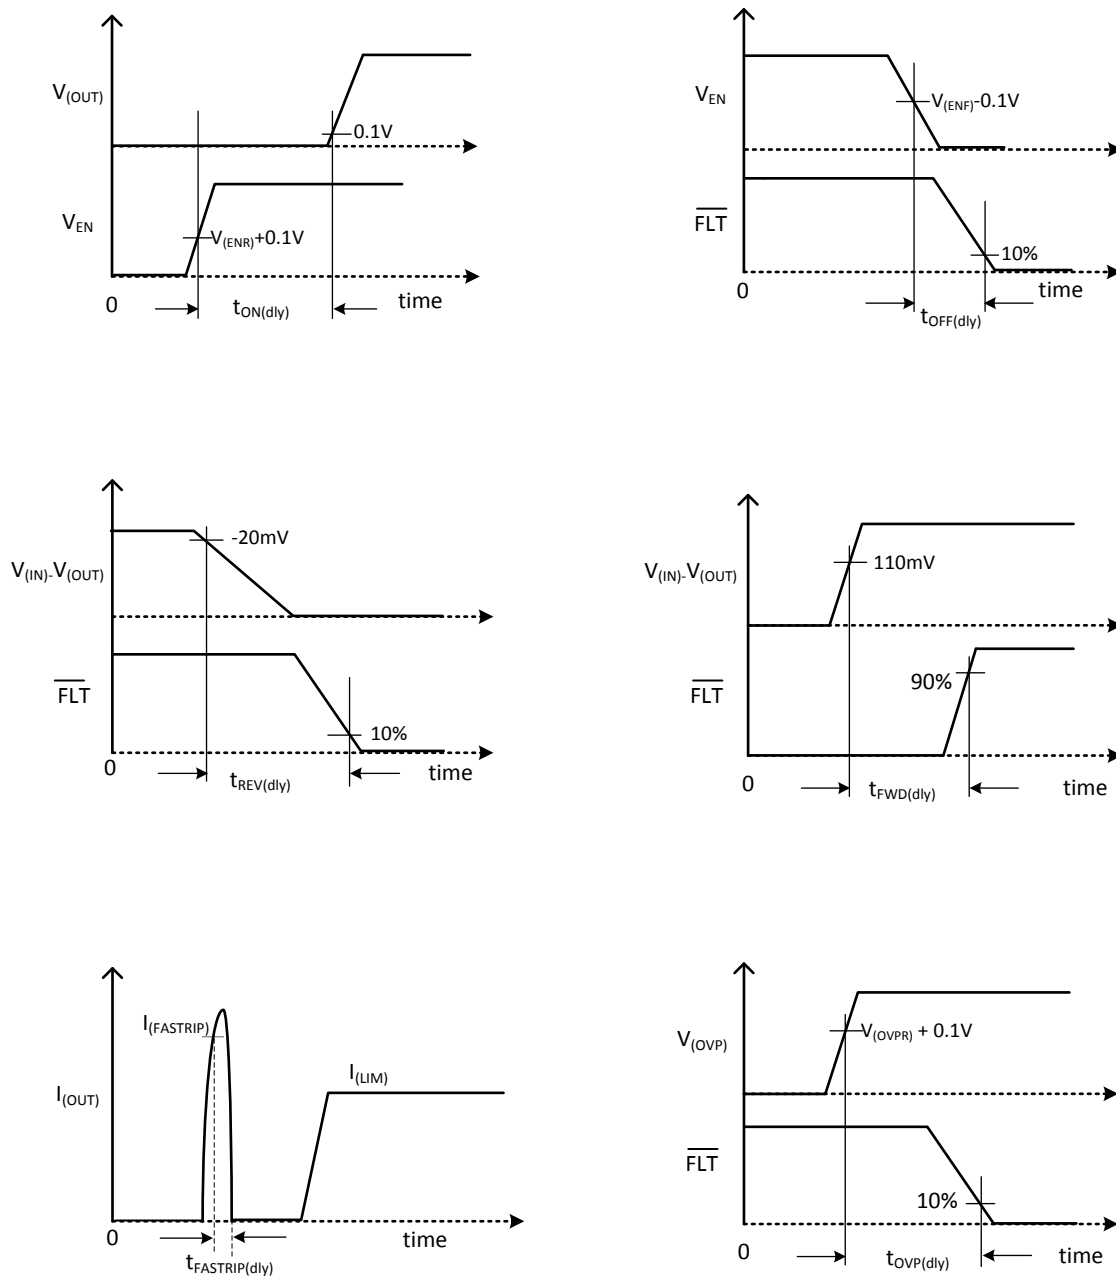 V(OUT)
0.1V
VEN
V(ENR)+0.1V
0
tON(dly)
time
VEN
V(ENF)-0.1V
FLT
10%
0
tOFF(dly)
time
V(IN)-V(OUT)
-20mV
FLT
10%
0
tREV(dly)
time
V(IN)-V(OUT)
110mV
FLT
90%
0
tFWD(dly)
time
I(FASTRIP)
I(OUT)
I(LIM)
0
tFASTRIP(dly)
time
V(OVP)
V(OVPR) + 0.1V
FLT
10%
0
tOVP(dly)
time